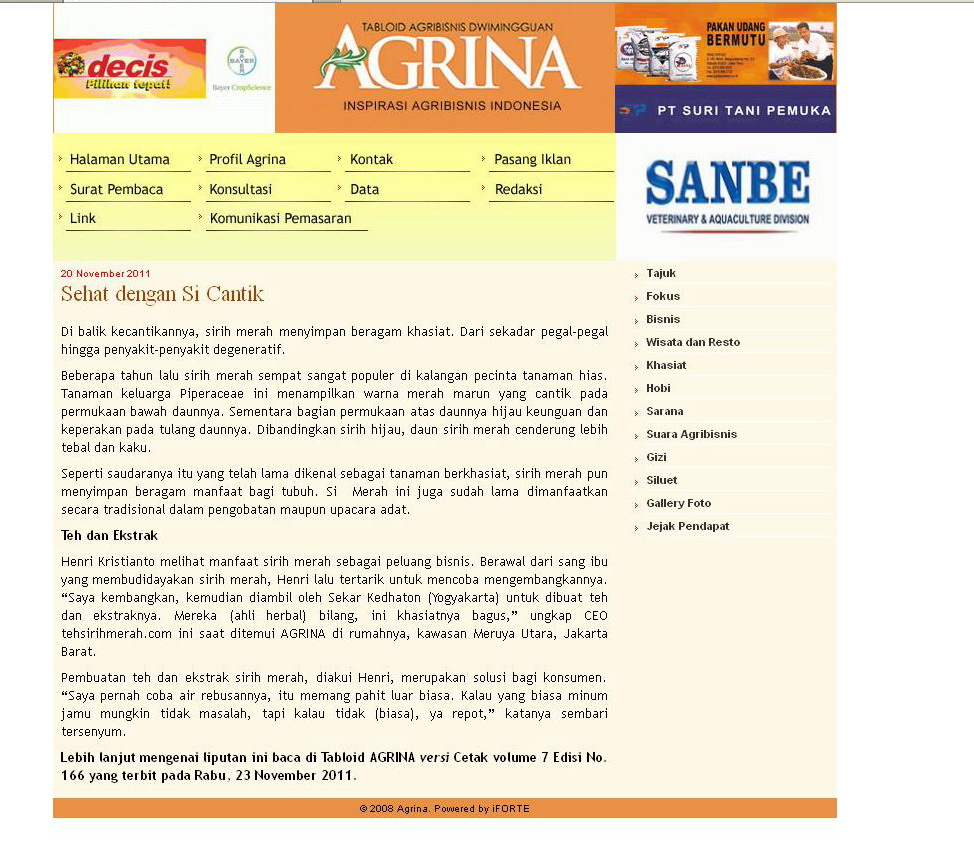 decis
Pilihan tepat!
BAYER
Bayer CropScience
TABLOID AGRIBISNIS DWIMINGGUAN
AGRINA
INSPIRASI AGRIBISNIS INDONESIA
PAKAN UDANG
BERMUTU
PT SURI TANI PEMUKA
Halaman Utama
Profil Agrina
Kontak
Pasang Iklan
Surat Pembaca
Konsultasi
Data
Redaksi
Link
Komunikasi Pemasaran
SANBE
VETERINARY & AQUACULTURE DIVISION
20 November 2011
Sehat dengan Si Cantik
Di balik kecantikannya, sirih merah menyimpan beragam khasiat. Dari sekadar pegal-pegal
hingga penyakit-penyakit degeneratif.
Beberapa tahun lalu sirih merah sempat sangat populer di kalangan pecinta tanaman hias.
Tanaman keluarga Piperaceae ini menampilkan warna merah marun yang cantik pada
permukaan bawah daunnya. Sementara bagian permukaan atas daunnya hijau keunguan dan
keperakan pada tulang daunnya. Dibandingkan sirih hijau, daun sirih merah cenderung lebih
tebal dan kaku.
Seperti saudaranya itu yang telah lama dikenal sebagai tanaman berkhasiat, sirih merah pun
menyimpan beragam manfaat bagi tubuh. Si Merah ini juga sudah lama dimanfaatkan
secara tradisional dalam pengobatan maupun upacara adat.
Teh dan Ekstrak
Henri Kristianto melihat manfaat sirih merah sebagai peluang bisnis. Berawal dari sang ibu
yang membudidayakan sirih merah, Henri lalu tertarik untuk mencoba mengembangkannya.
“Saya kembangkan, kemudian diambil oleh Sekar Kedhaton (Yogyakarta) untuk dibuat teh
dan ekstraknya. Mereka (ahli herbal) bilang, ini khasiatnya bagus,” ungkap CEO
tehsirihmerah.com ini saat ditemui AGRINA di rumahnya, kawasan Meruya Utara, Jakarta
Barat.
Pembuatan teh dan ekstrak sirih merah, diakui Henri, merupakan solusi bagi konsumen.
“Saya pernah coba air rebusannya, itu memang pahit luar biasa. Kalau yang biasa minum
jamu mungkin tidak masalah, tapi kalau tidak (biasa), ya repot,” katanya sembari
tersenyum.
Lebih lanjut mengenai liputan ini baca di Tabloid AGRINA versi Cetak volume 7 Edisi No.
166 yang terbit pada Rabu, 23 November 2011.
Tajuk
Fokus
Bisnis
Wisata dan Resto
Khasiat
Hobi
Sarana
Suara Agribisnis
Gizi
Siluet
Gallery Foto
Jejak Pendapat
© 2008 Agrina. Powered by iFORTE